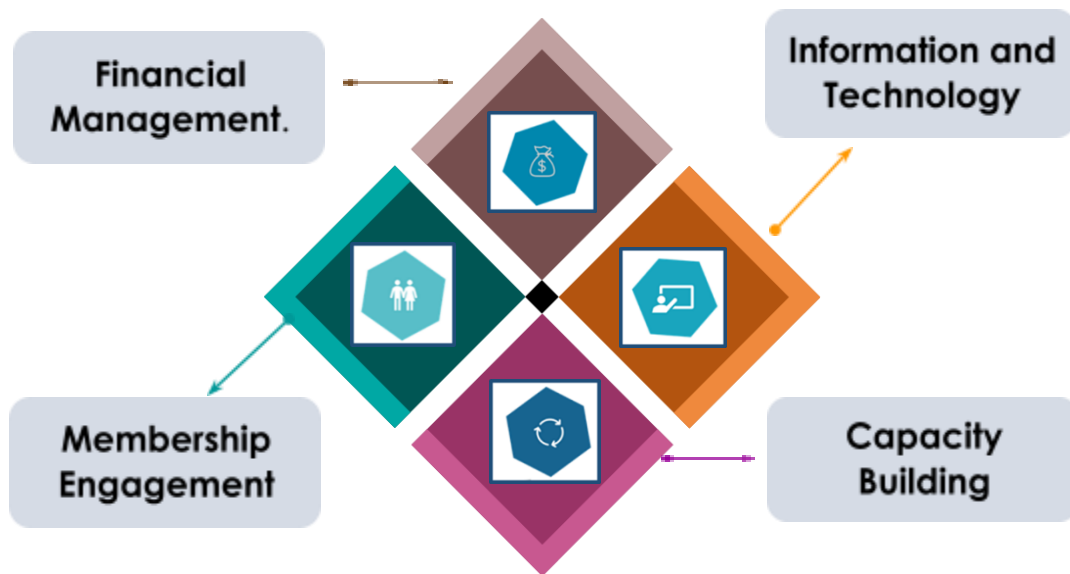 Financial
Management.
Information and
Technology
$
Membership
Engagement
Capacity
Building